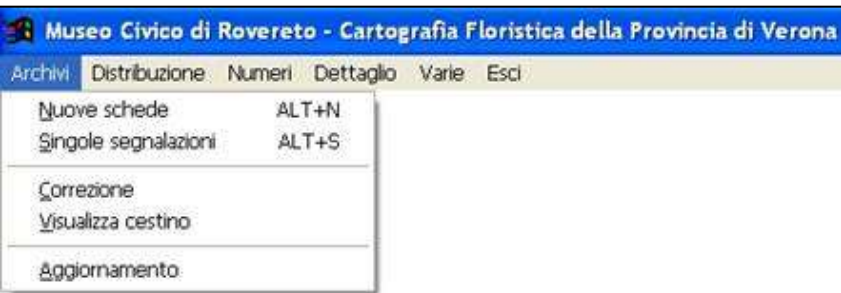 Museo Civico di Rovereto - Cartografia Floristica della Provincia di Verona
Archivi Distribuzione Numeri Dettaglio Varie Esci
Nuove schede ALT+N
Singole segnalazioni ALT+S
Correzione
Visualizza cestino
Aggiornamento